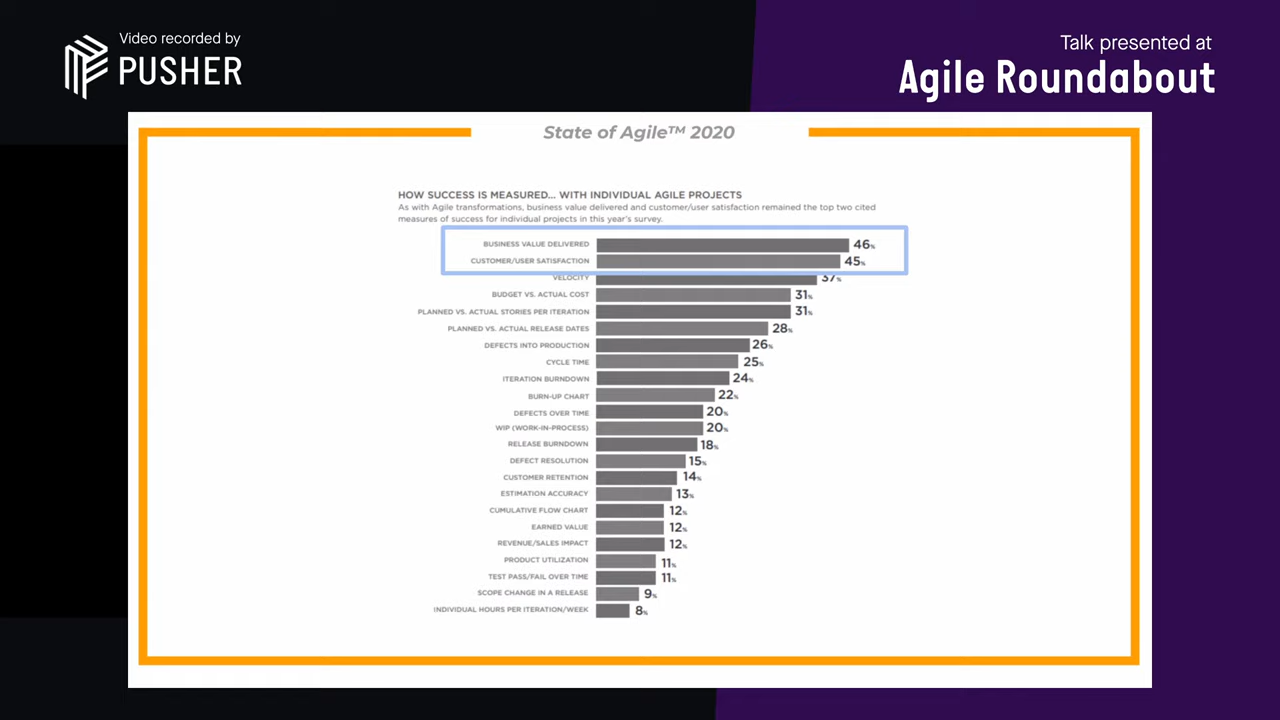 Video recorded by
PUSHER
Talk presented at
Agile Roundabout
State of Agile™ 2020
HOW SUCCESS IS MEASURED... WITH INDIVIDUAL AGILE PROJECTS
As with Agile transformations, business value delivered and customer/user satisfaction remained the top two cited
measures of success for individual projects in this year's survey.
BUSINESS VALUE DELIVERED 46%
CUSTOMER/USER SATISFACTION 45%
VELOCITY 37%
BUDGET VS. ACTUAL COST 31%
PLANNED VS. ACTUAL STORIES PER ITERATION 31%
PLANNED VS. ACTUAL RELEASE DATES 28%
DEFECTS INTO PRODUCTION 26%
CYCLE TIME 25%
ITERATION BURNDOWN 24%
BURN-UP CHART 22%
DEFECTS OVER TIME 20%
WIP (WORK-IN-PROCESS) 20%
RELEASE BURNDOWN 18%
DEFECT RESOLUTION 15%
CUSTOMER RETENTION 14%
ESTIMATION ACCURACY 13%
CUMULATIVE FLOW CHART 12%
EARNED VALUE 12%
REVENUE/SALES IMPACT 12%
PRODUCT UTILIZATION 11%
TEST PASS/FAIL OVER TIME 11%
SCOPE CHANGE IN A RELEASE 9%
INDIVIDUAL HOURS PER ITERATION/WEEK 8%